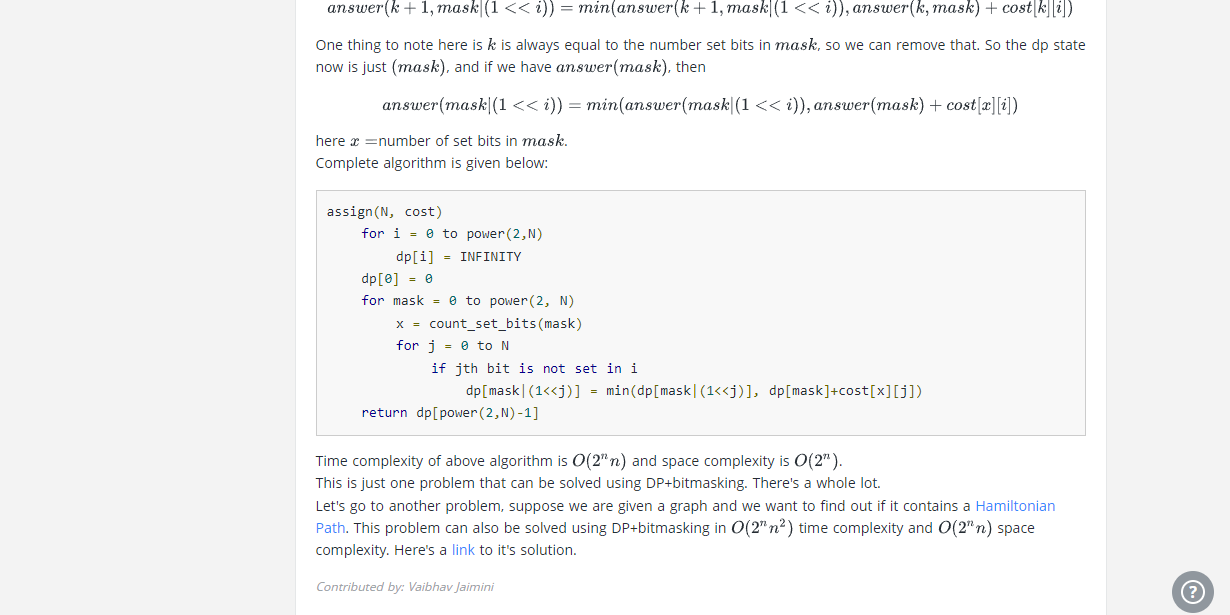 answer(k + 1, mask|(1 << i)) = min(answer(k + 1, mask|(1 << i)), answer(k, mask) + cost[k][i])
One thing to note here is k is always equal to the number set bits in mask, so we can remove that. So the dp state
now is just (mask), and if we have answer(mask), then
answer(mask|(1 << i)) = min(answer(mask|(1 << i)), answer(mask) + cost[x][i])
here x =number of set bits in mask.
Complete algorithm is given below:
assign(N, cost)
    for i = 0 to power(2,N)
        dp[i] = INFINITY
    dp[0] = 0
    for mask = 0 to power(2, N)
        x = count_set_bits(mask)
        for j = 0 to N
            if jth bit is not set in i
                dp[mask|(1<<j)] = min(dp[mask|(1<<j)], dp[mask]+cost[x][j])
    return dp[power(2,N)-1]
Time complexity of above algorithm is O(2ⁿn) and space complexity is O(2ⁿ).
This is just one problem that can be solved using DP+bitmasking. There's a whole lot.
Let's go to another problem, suppose we are given a graph and we want to find out if it contains a Hamiltonian
Path. This problem can also be solved using DP+bitmasking in O(2ⁿn²) time complexity and O(2ⁿn) space
complexity. Here's a link to it's solution.
Contributed by: Vaibhav Jaimini
?